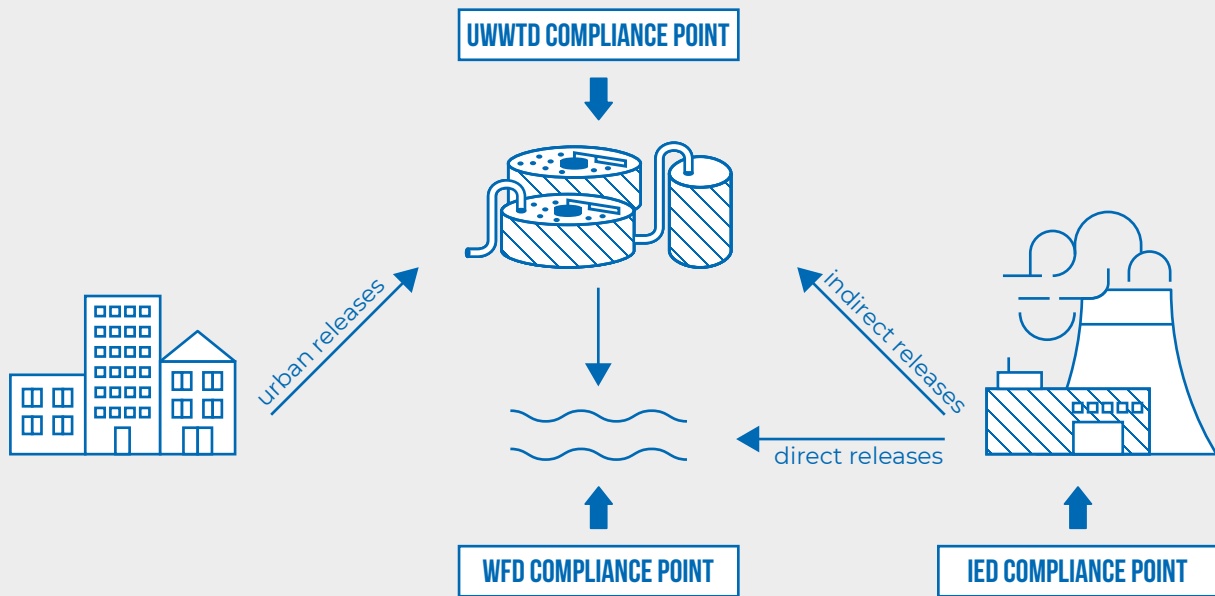 UWWTD COMPLIANCE POINT
urban releases
indirect releases
direct releases
WFD COMPLIANCE POINT
IED COMPLIANCE POINT